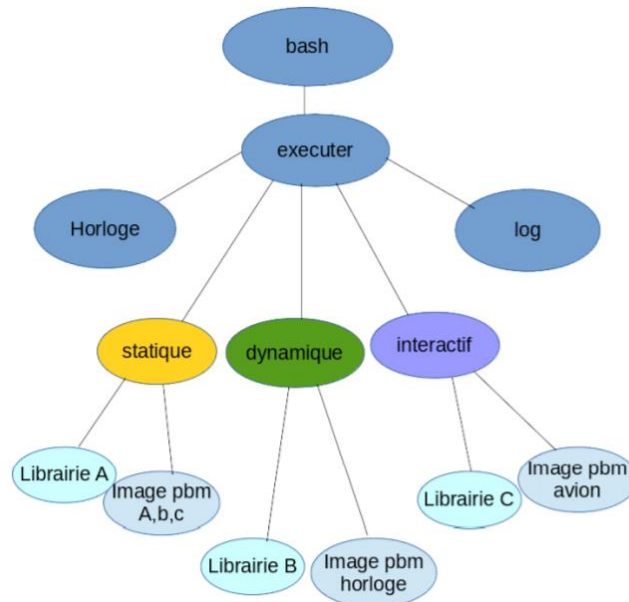 bash
executer
Horloge
log
statique
dynamique
interactif
Librairie A
Image pbm
A,b,c
Librairie B
Image pbm
horloge
Librairie C
Image pbm
avion